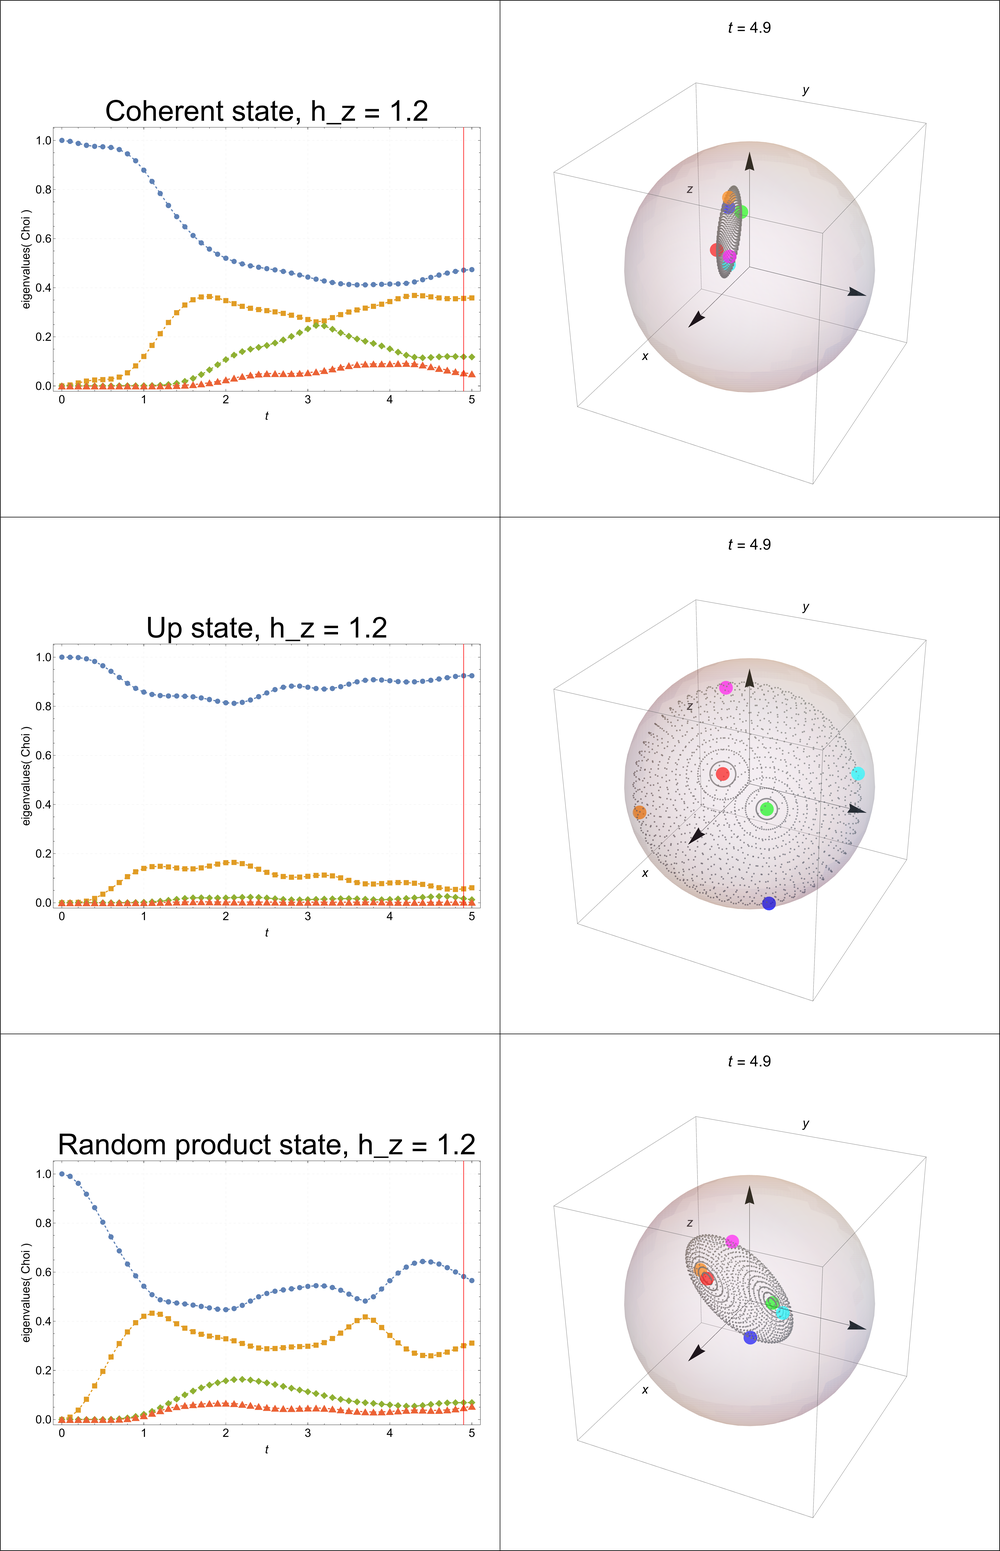 t = 4.9
Coherent state, h_z = 1.2
eigenvalues( Choi )
1.0
0.8
0.6
0.4
0.2
0.0
0 1 2 3 4 5
t
y
z
x
t = 4.9
Up state, h_z = 1.2
eigenvalues( Choi )
1.0
0.8
0.6
0.4
0.2
0.0
0 1 2 3 4 5
t
y
z
x
t = 4.9
Random product state, h_z = 1.2
eigenvalues( Choi )
1.0
0.8
0.6
0.4
0.2
0.0
0 1 2 3 4 5
t
y
z
x